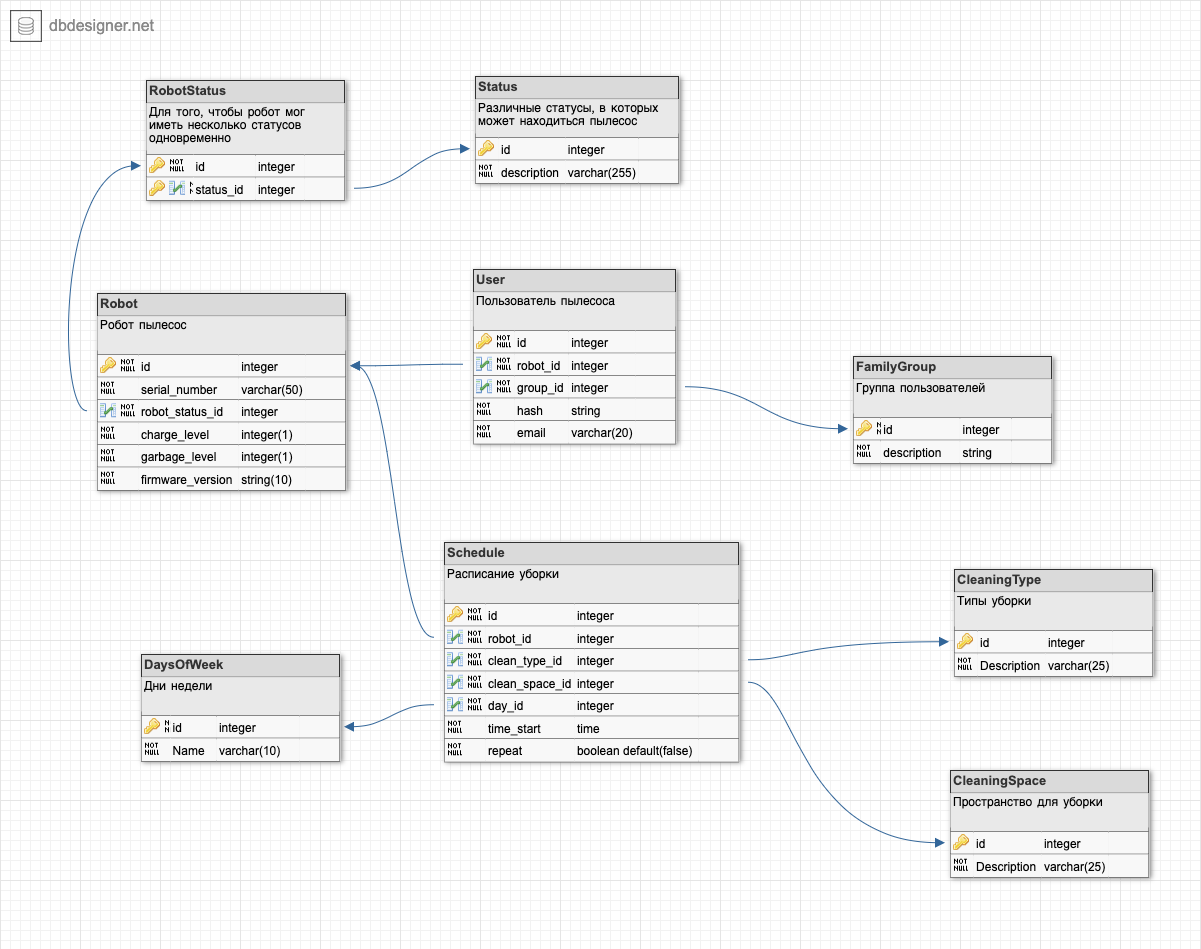 dbdesigner.net
RobotStatus
Для того, чтобы робот мог
иметь несколько статусов
одновременно
NOT NULL id integer
N status_id integer
Status
Различные статусы, в которых
может находиться пылесос
id integer
NOT NULL description varchar(255)
User
Пользователь пылесоса
NOT NULL id integer
NOT NULL robot_id integer
NOT NULL group_id integer
NOT NULL hash string
NOT NULL email varchar(20)
Robot
Робот пылесос
NOT NULL id integer
NOT NULL serial_number varchar(50)
NOT NULL robot_status_id integer
NOT NULL charge_level integer(1)
NOT NULL garbage_level integer(1)
NOT NULL firmware_version string(10)
FamilyGroup
Группа пользователей
N N id integer
NOT NULL description string
Schedule
Расписание уборки
NOT NULL id integer
NOT NULL robot_id integer
NOT NULL clean_type_id integer
NOT NULL clean_space_id integer
NOT NULL day_id integer
NOT NULL time_start time
NOT NULL repeat boolean default(false)
CleaningType
Типы уборки
id integer
NOT NULL Description varchar(25)
DaysOfWeek
Дни недели
N N id integer
NOT NULL Name varchar(10)
CleaningSpace
Пространство для уборки
id integer
NOT NULL Description varchar(25)